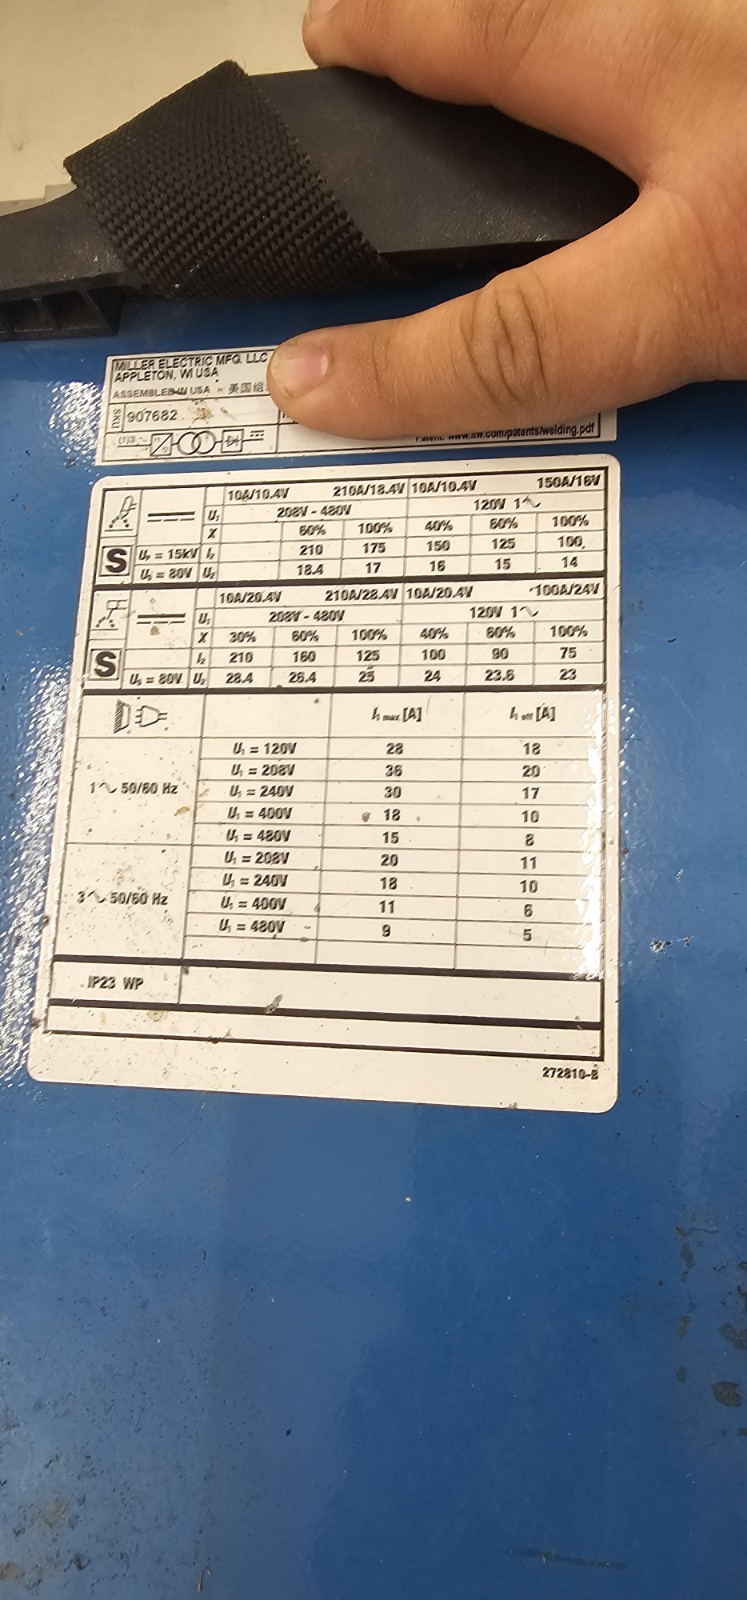 MILLER ELECTRIC MFG. LLC
APPLETON, WI USA
ASSEMBLED IN USA - 美国组
SKU 907682
Patent: www.itw.com/patents/welding.pdf
10A/10.4V 210A/18.4V 10A/10.4V 150A/16V
U₁ 208V - 480V 120V 1~
X 60% 100% 40% 60% 100%
S Uₚ = 15kV I₂ 210 175 150 125 100
U₀ = 80V U₂ 18.4 17 16 15 14
10A/20.4V 210A/28.4V 10A/20.4V 100A/24V
U₁ 208V - 480V 120V 1~
X 30% 60% 100% 40% 60% 100%
S I₂ 210 160 125 100 90 75
U₀ = 80V U₂ 28.4 26.4 25 24 23.6 23
I₁ max [A] I₁ eff [A]
U₁ = 120V 28 18
U₁ = 208V 36 20
1~ 50/60 Hz U₁ = 240V 30 17
U₁ = 400V 18 10
U₁ = 480V 15 8
U₁ = 208V 20 11
U₁ = 240V 18 10
3~ 50/60 Hz U₁ = 400V 11 6
U₁ = 480V 9 5
IP23 WP
272810-B